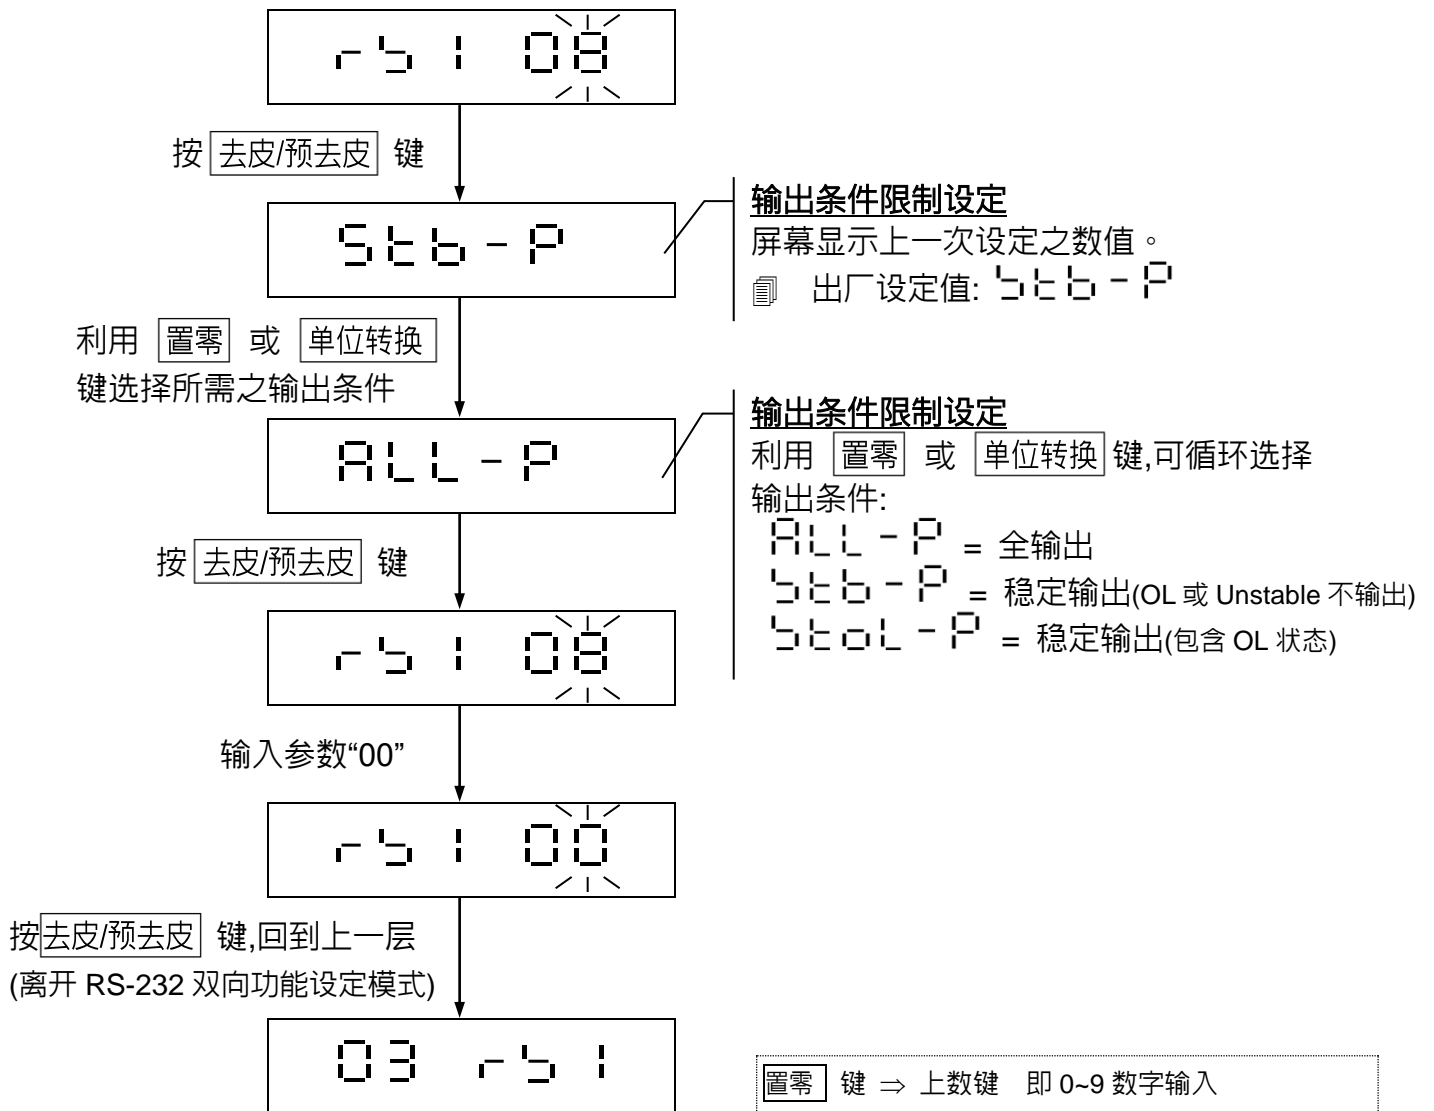 rS1 08
按 去皮/预去皮 键
Stb-P
输出条件限制设定
屏幕显示上一次设定之数值。
出厂设定值: Stb-P
利用 置零 或 单位转换
键选择所需之输出条件
ALL-P
输出条件限制设定
利用 置零 或 单位转换 键,可循环选择
输出条件:
ALL-P = 全输出
Stb-P = 稳定输出(OL 或 Unstable 不输出)
StoL-P = 稳定输出(包含 OL 状态)
按 去皮/预去皮 键
rS1 08
输入参数“00”
rS1 00
按去皮/预去皮 键,回到上一层
(离开 RS-232 双向功能设定模式)
03 rS1
置零 键 ⇒ 上数键 即 0~9 数字输入